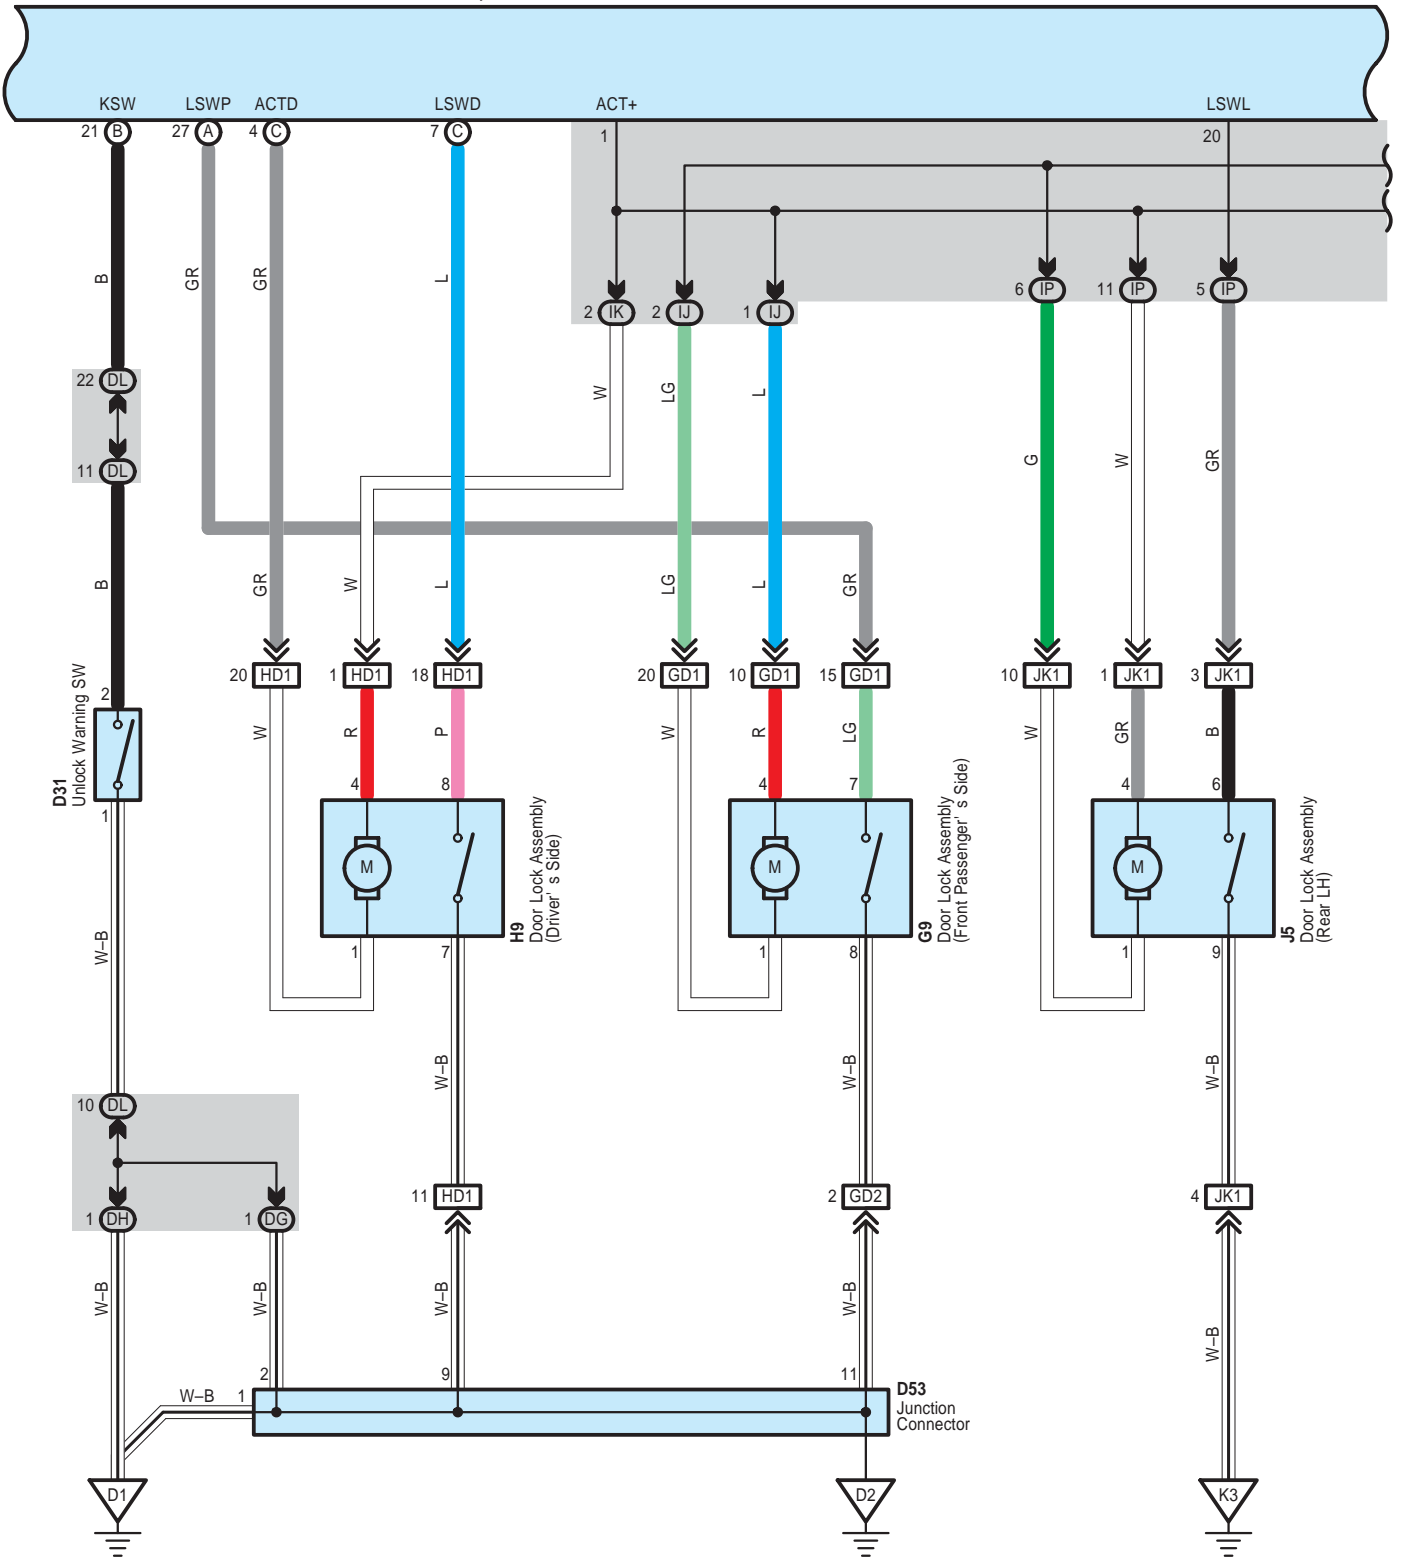 KSW LSWP ACTD LSWD ACT+ LSWL
21 B 27 A 4 C 7 C 1 20
6 IP 11 IP 5 IP
2 IK 2 IJ 1 IJ
B GR GR L
22 DL
W LG L
11 DL
G W GR
B GR W L LG L GR
20 HD1 1 HD1 18 HD1 20 GD1 10 GD1 15 GD1 10 JK1 1 JK1 3 JK1
2
W R P W R LG W GR B
D31
Unlock Warning SW
4 8 4 7 4 6
1
M M M
H9
Door Lock Assembly
(Driver' s Side)
G9
Door Lock Assembly
(Front Passenger' s Side)
J5
Door Lock Assembly
(Rear LH)
1 7 1 8 1 9
W–B
W–B W–B W–B
10 DL
11 HD1 2 GD2 4 JK1
1 DH 1 DG
W–B W–B W–B W–B
W–B
2 9 11
W–B 1
D53
Junction
Connector
D1 D2 K3